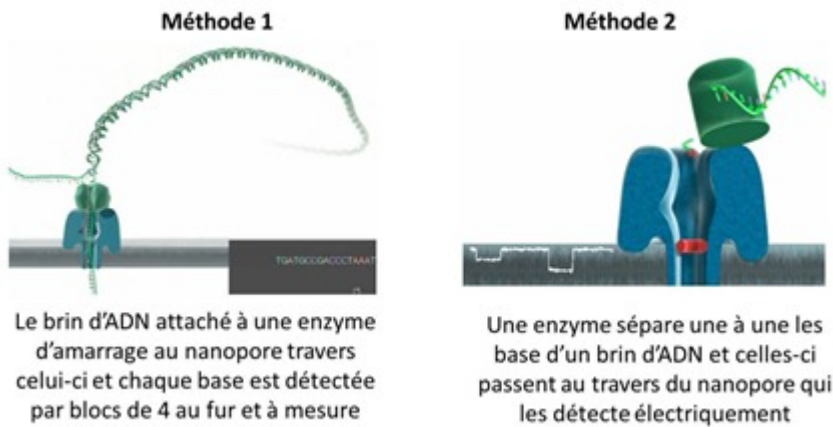 Méthode 1
Méthode 2
TGATGCCGACCCTAAAT
Le brin d'ADN attaché à une enzyme
d'amarrage au nanopore travers
celui-ci et chaque base est détectée
par blocs de 4 au fur et à mesure
Une enzyme sépare une à une les
base d'un brin d'ADN et celles-ci
passent au travers du nanopore qui
les détecte électriquement